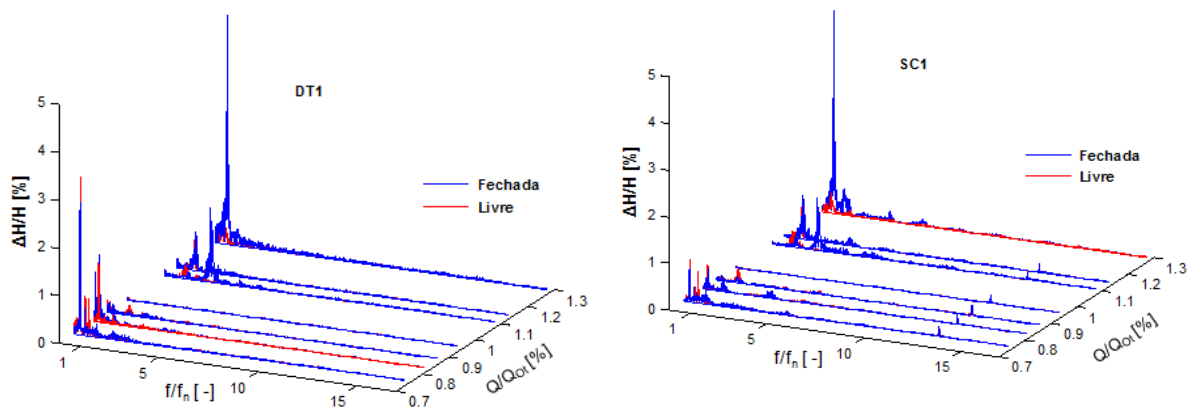 DT1
5
4
3
2
1
0
ΔH/H [%]
Fechada
Livre
1
5
10
15
f/fn [ - ]
0.7
0.8
0.9
1
1.1
1.2
1.3
Q/QOt [%]
SC1
5
4
3
2
1
0
ΔH/H [%]
Fechada
Livre
1
5
10
15
f/fn [ - ]
0.7
0.8
0.9
1
1.1
1.2
1.3
Q/QOt [%]